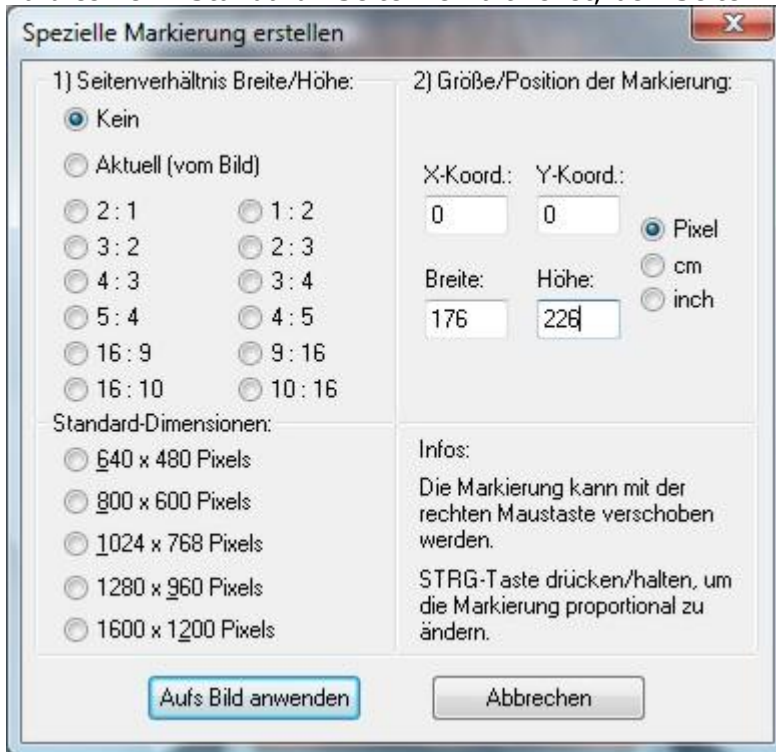 Spezielle Markierung erstellen
1) Seitenverhältnis Breite/Höhe:
Kein
Aktuell (vom Bild)
2 : 1 1 : 2
3 : 2 2 : 3
4 : 3 3 : 4
5 : 4 4 : 5
16 : 9 9 : 16
16 : 10 10 : 16
Standard-Dimensionen:
640 x 480 Pixels
800 x 600 Pixels
1024 x 768 Pixels
1280 x 960 Pixels
1600 x 1200 Pixels
2) Größe/Position der Markierung:
X-Koord.: Y-Koord.:
0 0
Breite: Höhe:
176 226
Pixel
cm
inch
Infos:
Die Markierung kann mit der
rechten Maustaste verschoben
werden.
STRG-Taste drücken/halten, um
die Markierung proportional zu
ändern.
Aufs Bild anwenden Abbrechen